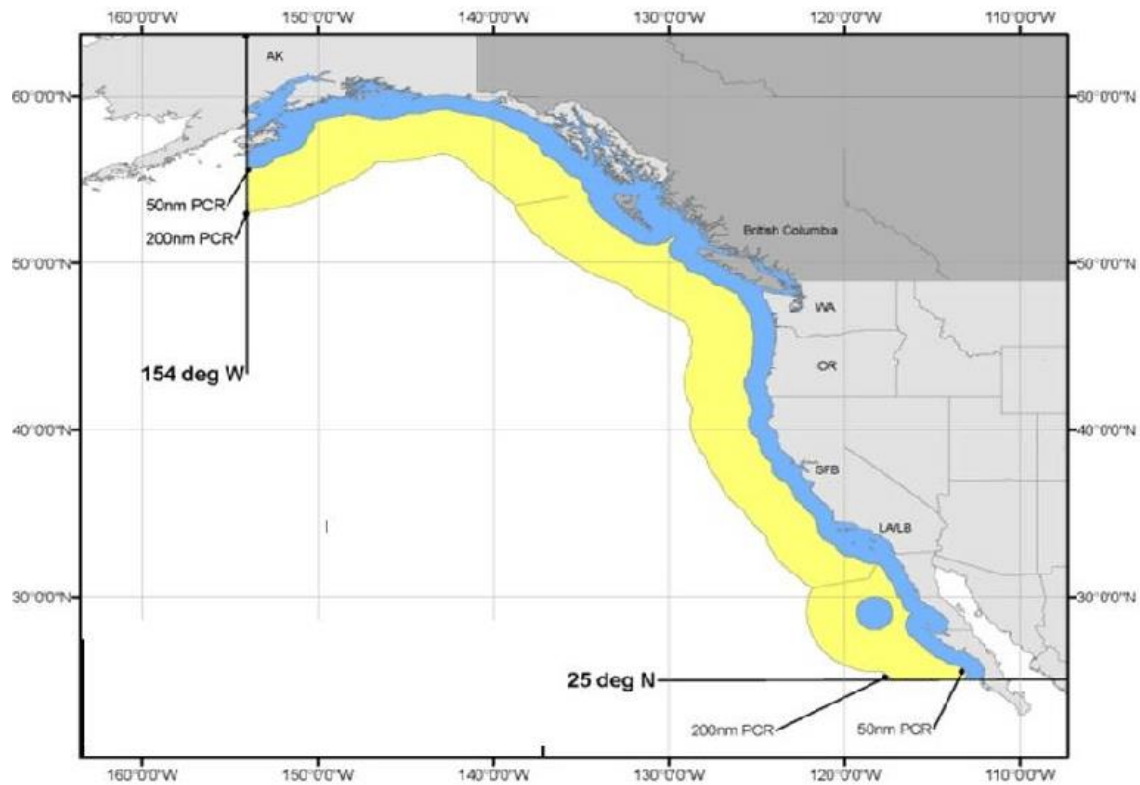 160°0'0"W 150°0'0"W 140°0'0"W 130°0'0"W 120°0'0"W 110°0'0"W
AK
60°0'0"N 60°0'0"N
50nm PCR
200nm PCR
British Columbia
50°0'0"N 50°0'0"N
WA
OR
154 deg W
40°0'0"N 40°0'0"N
SFB
LA/LB
30°0'0"N 30°0'0"N
25 deg N
200nm PCR 50nm PCR
160°0'0"W 150°0'0"W 140°0'0"W 130°0'0"W 120°0'0"W 110°0'0"W